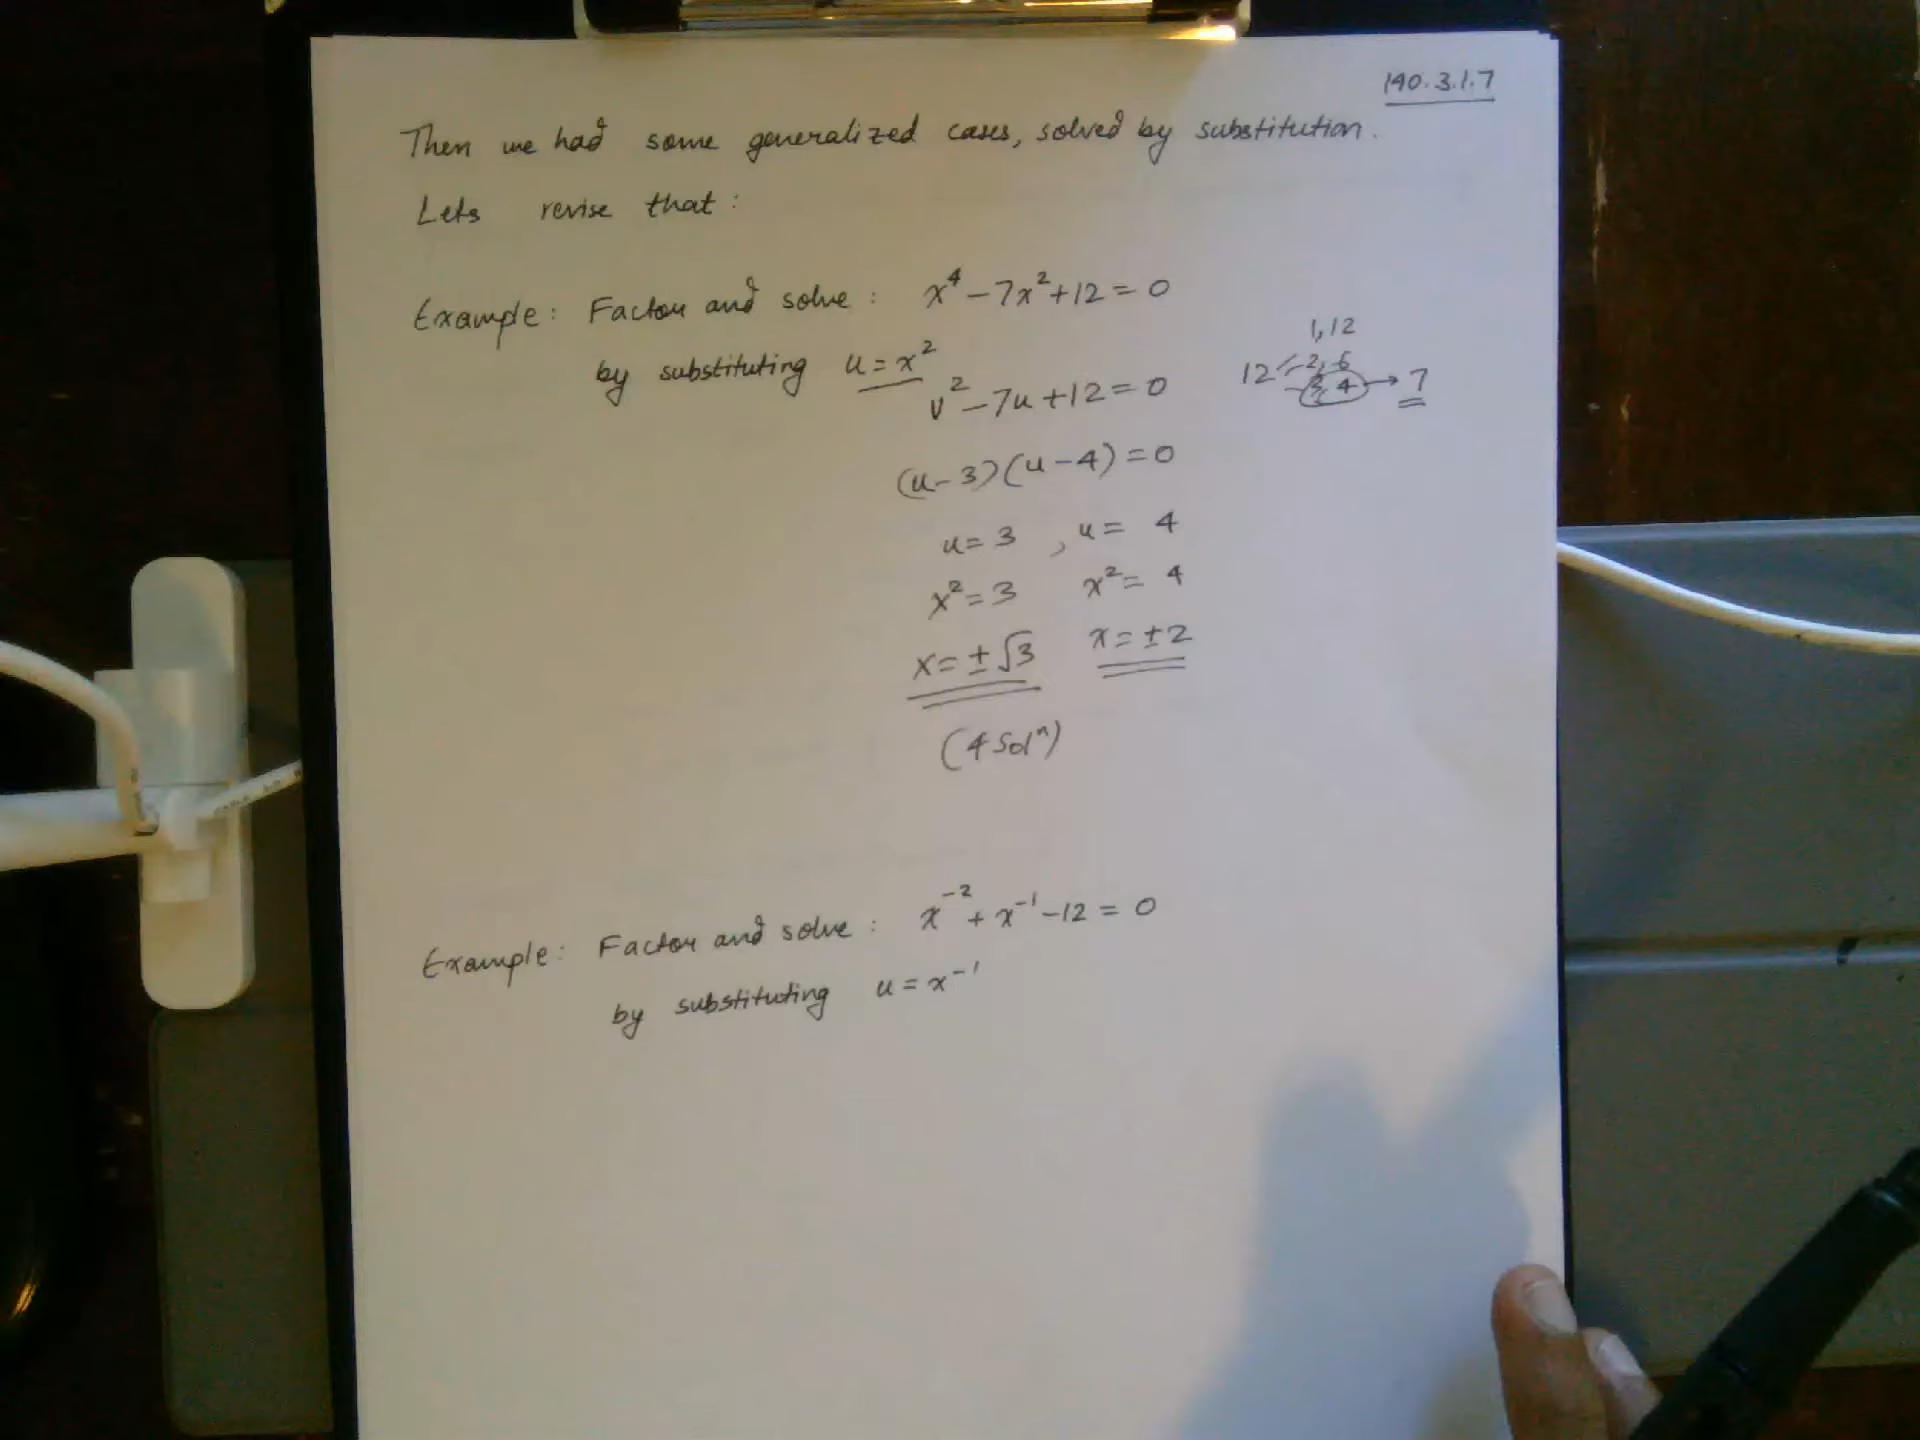 140.3.1.7
Then we had some generalized cases, solved by substitution.
Lets revise that:
Example: Factor and solve: x⁴ - 7x² + 12 = 0
by substituting u = x²
u² - 7u + 12 = 0
1, 12
12 2, 6
3, 4 → 7
(u - 3)(u - 4) = 0
u = 3 , u = 4
x² = 3 x² = 4
x = ± √3 x = ± 2
(4 Solⁿ)
Example: Factor and solve: x⁻² + x⁻¹ - 12 = 0
by substituting u = x⁻¹